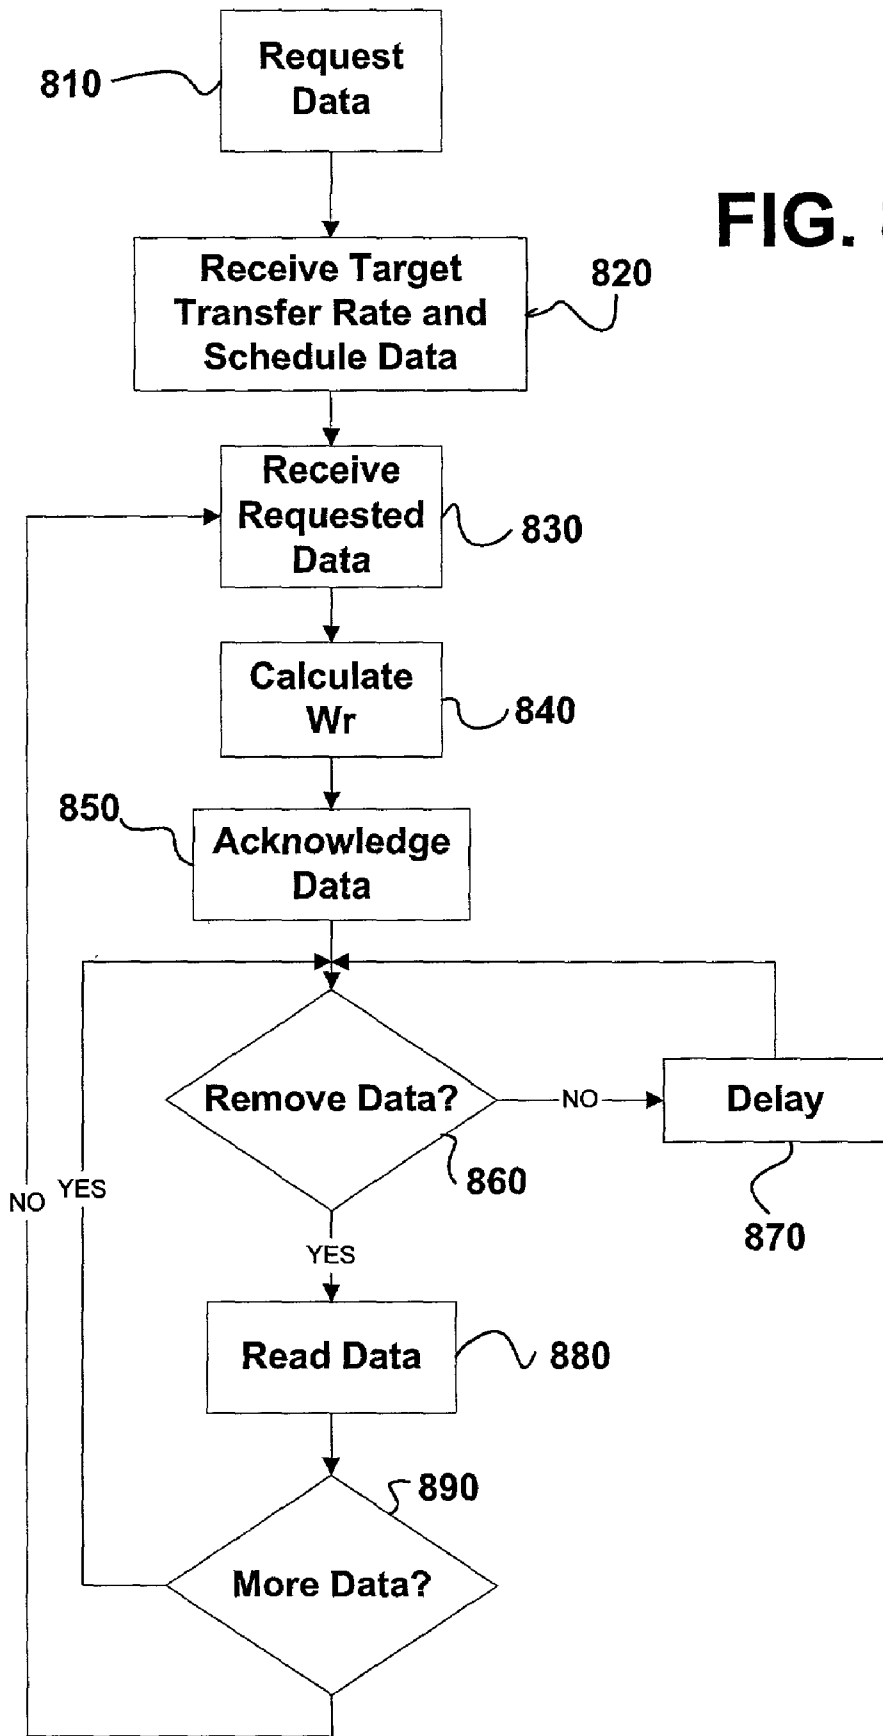 Request
Data
810
FIG. 8
Receive Target
Transfer Rate and
Schedule Data
820
Receive
Requested
Data
830
Calculate
Wr
840
850
Acknowledge
Data
Remove Data?
NO
Delay
860
870
NO
YES
YES
Read Data
880
890
More Data?